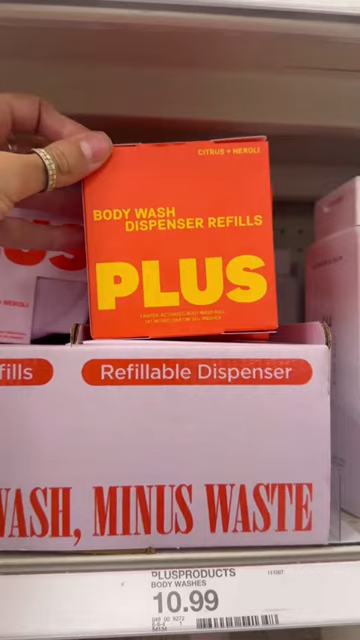 CITRUS + NEROLI
BODY WASH
DISPENSER REFILLS
PLUS
fills
Refillable Dispenser
WASH, MINUS WASTE
PLUSPRODUCTS
BODY WASHES
10.99